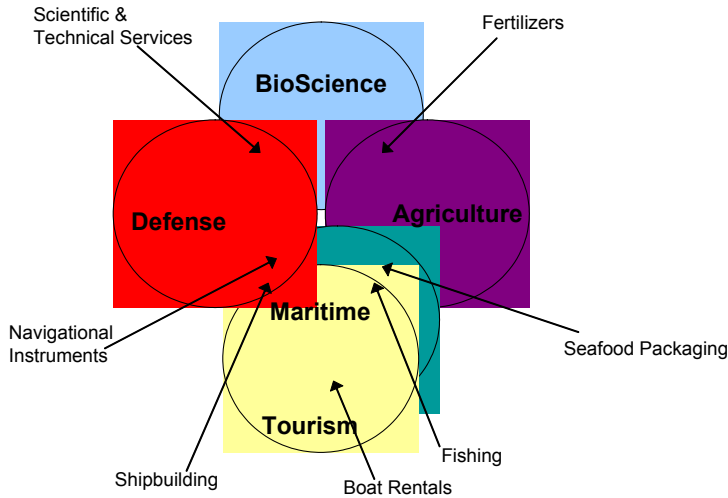 Scientific &
Technical Services
Fertilizers
BioScience
Defense
Agriculture
Maritime
Navigational
Instruments
Seafood Packaging
Tourism
Fishing
Shipbuilding
Boat Rentals